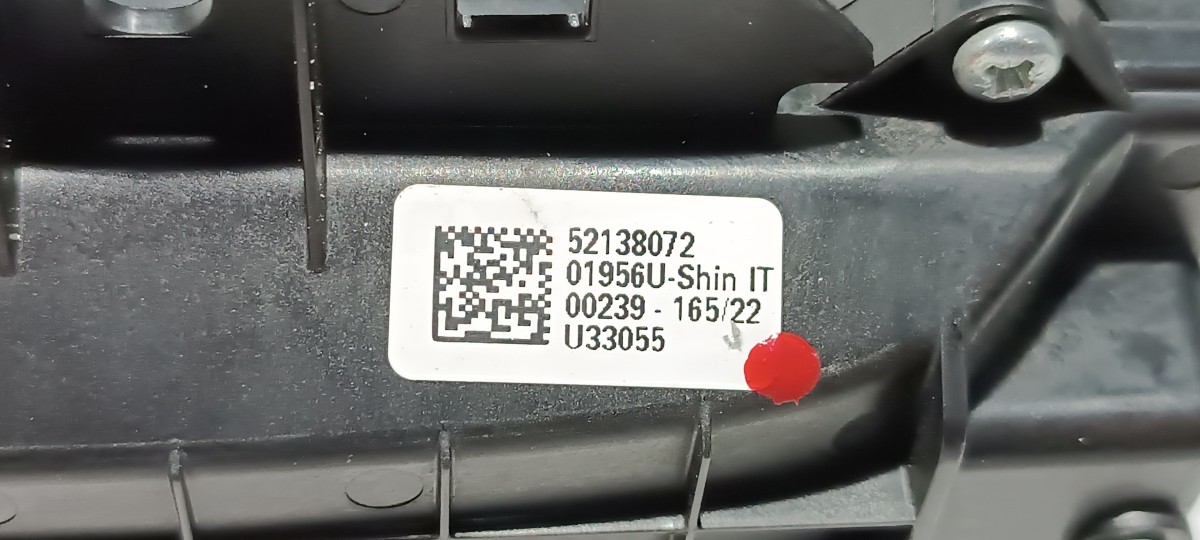 52138072
01956U-Shin IT
00239 - 165/22
U33055